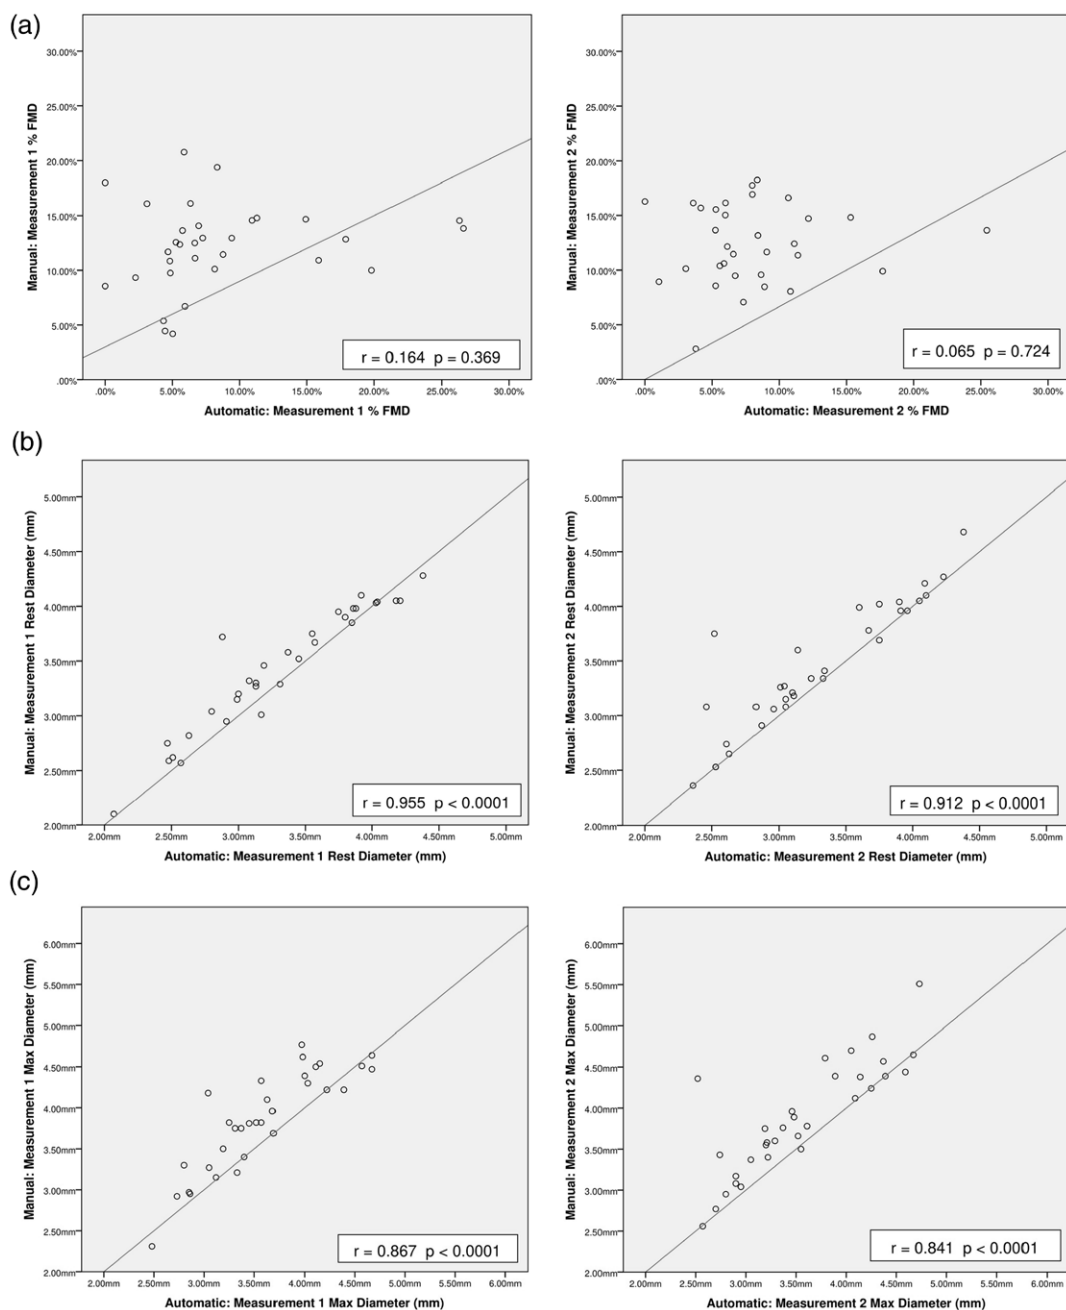 (a)
Manual: Measurement 1 % FMD
30.00%
25.00%
20.00%
15.00%
10.00%
5.00%
.00%
r = 0.164 p = 0.369
.00% 5.00% 10.00% 15.00% 20.00% 25.00% 30.00%
Automatic: Measurement 1 % FMD
Manual: Measurement 2 % FMD
30.00%
25.00%
20.00%
15.00%
10.00%
5.00%
.00%
r = 0.065 p = 0.724
.00% 5.00% 10.00% 15.00% 20.00% 25.00% 30.00%
Automatic: Measurement 2 % FMD
(b)
Manual: Measurement 1 Rest Diameter (mm)
5.00mm
4.50mm
4.00mm
3.50mm
3.00mm
2.50mm
2.00mm
r = 0.955 p < 0.0001
2.00mm 2.50mm 3.00mm 3.50mm 4.00mm 4.50mm 5.00mm
Automatic: Measurement 1 Rest Diameter (mm)
Manual: Measurement 2 Rest Diameter (mm)
5.00mm
4.50mm
4.00mm
3.50mm
3.00mm
2.50mm
2.00mm
r = 0.912 p < 0.0001
2.00mm 2.50mm 3.00mm 3.50mm 4.00mm 4.50mm 5.00mm
Automatic: Measurement 2 Rest Diameter (mm)
(c)
Manual: Measurement 1 Max Diameter (mm)
6.00mm
5.50mm
5.00mm
4.50mm
4.00mm
3.50mm
3.00mm
2.50mm
2.00mm
r = 0.867 p < 0.0001
2.00mm 2.50mm 3.00mm 3.50mm 4.00mm 4.50mm 5.00mm 5.50mm 6.00mm
Automatic: Measurement 1 Max Diameter (mm)
Manual: Measurement 2 Max Diameter (mm)
6.00mm
5.50mm
5.00mm
4.50mm
4.00mm
3.50mm
3.00mm
2.50mm
2.00mm
r = 0.841 p < 0.0001
2.00mm 2.50mm 3.00mm 3.50mm 4.00mm 4.50mm 5.00mm 5.50mm 6.00mm
Automatic: Measurement 2 Max Diameter (mm)